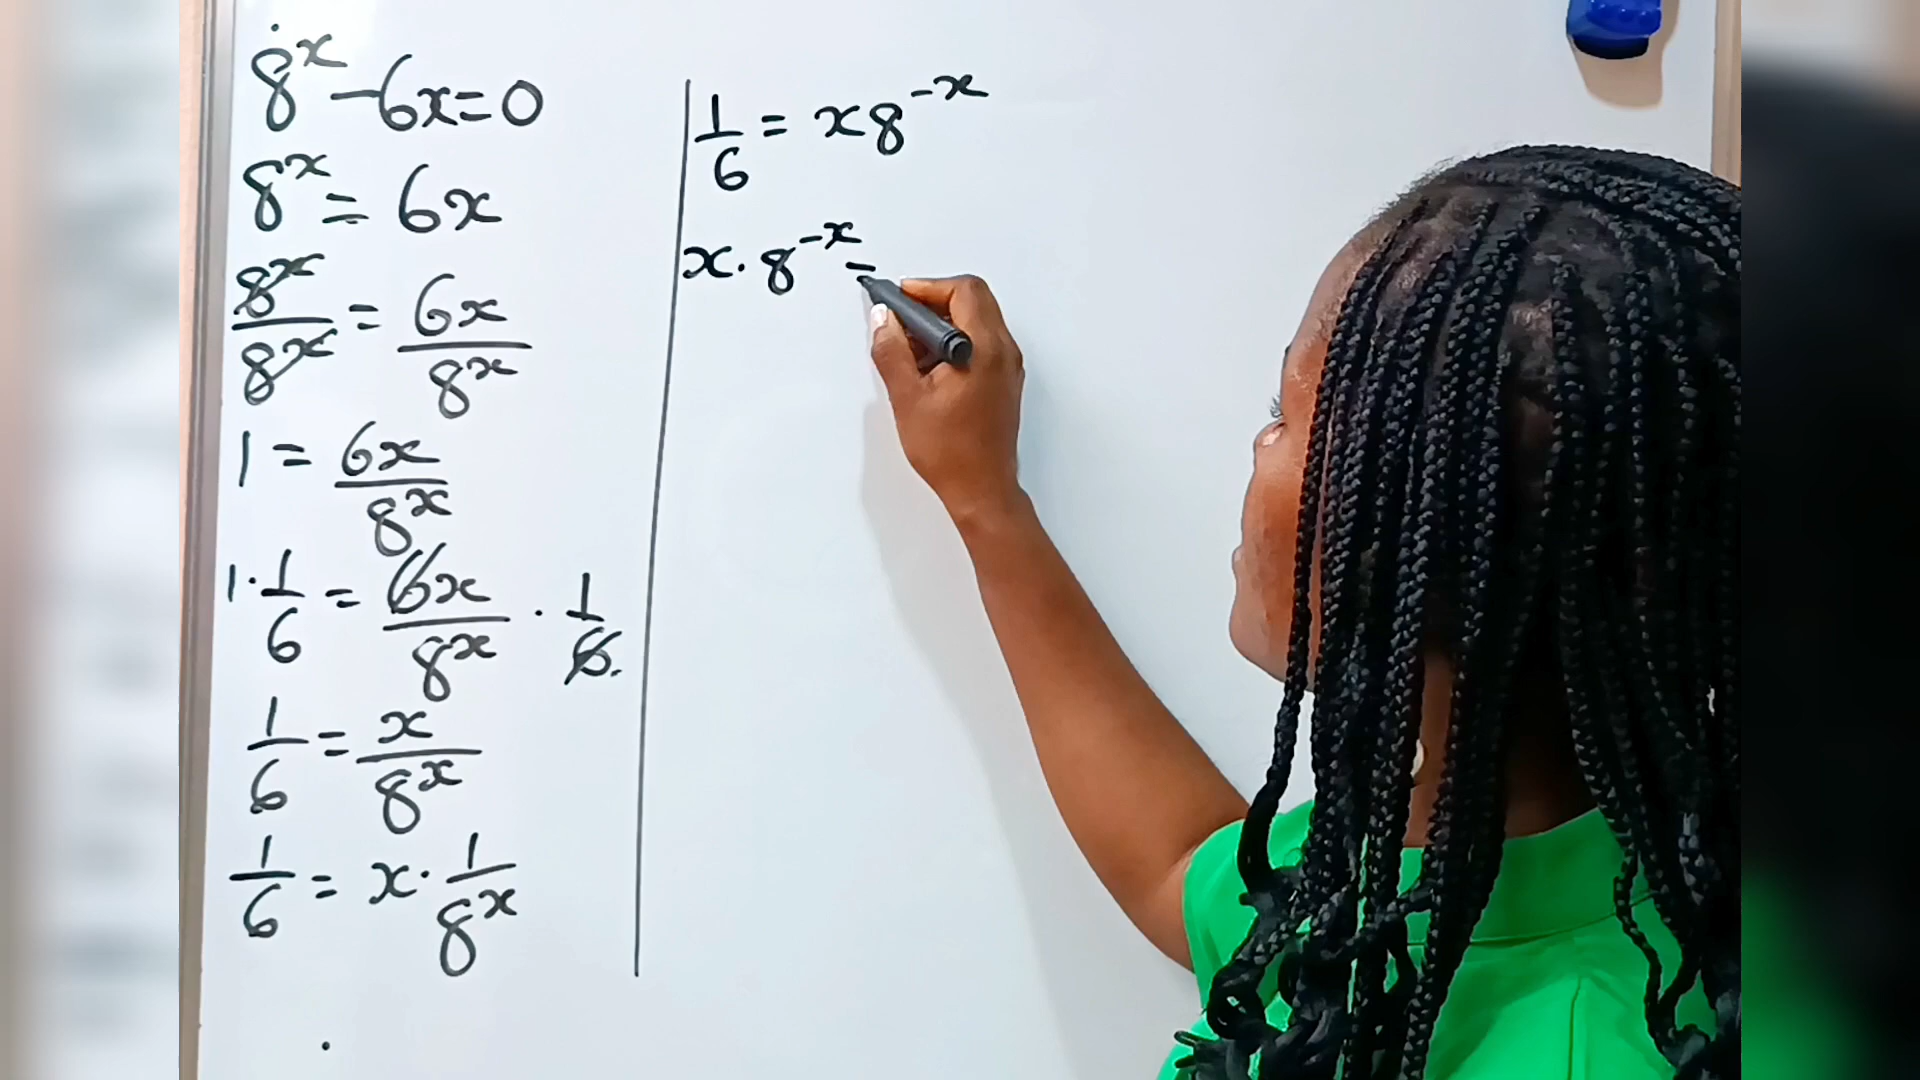 8^x - 6x = 0
8^x = 6x
8^x/8^x = 6x/8^x
1 = 6x/8^x
1 · 1/6 = 6x/8^x · 1/6.
1/6 = x/8^x
1/6 = x · 1/8^x
1/6 = x8^-x
x · 8^-x =